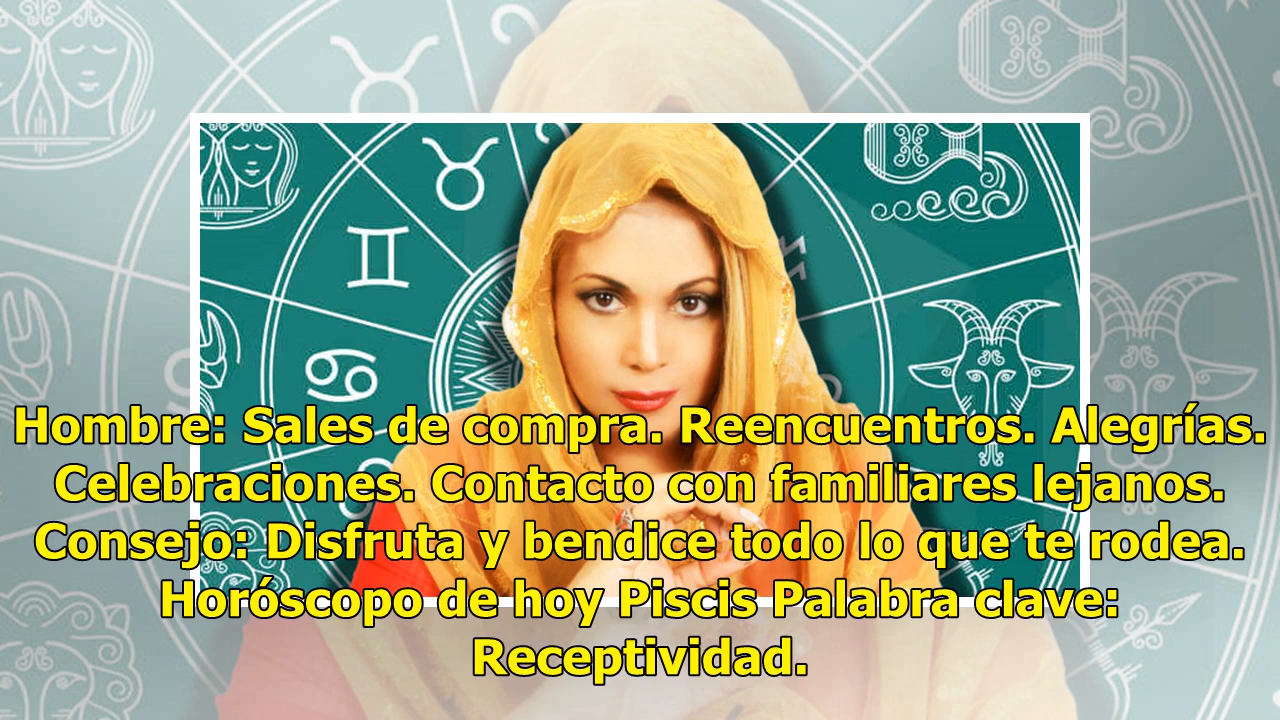 Hombre: Sales de compra. Reencuentros. Alegrías.
Celebraciones. Contacto con familiares lejanos.
Consejo: Disfruta y bendice todo lo que te rodea.
Horóscopo de hoy Piscis Palabra clave:
Receptividad.